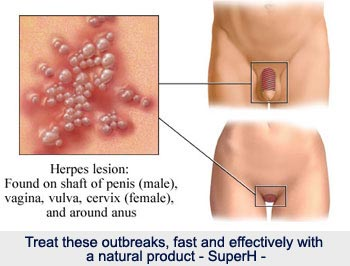 Herpes lesion:
Found on shaft of penis (male),
vagina, vulva, cervix (female),
and around anus
Treat these outbreaks, fast and effectively with
a natural product - SuperH -